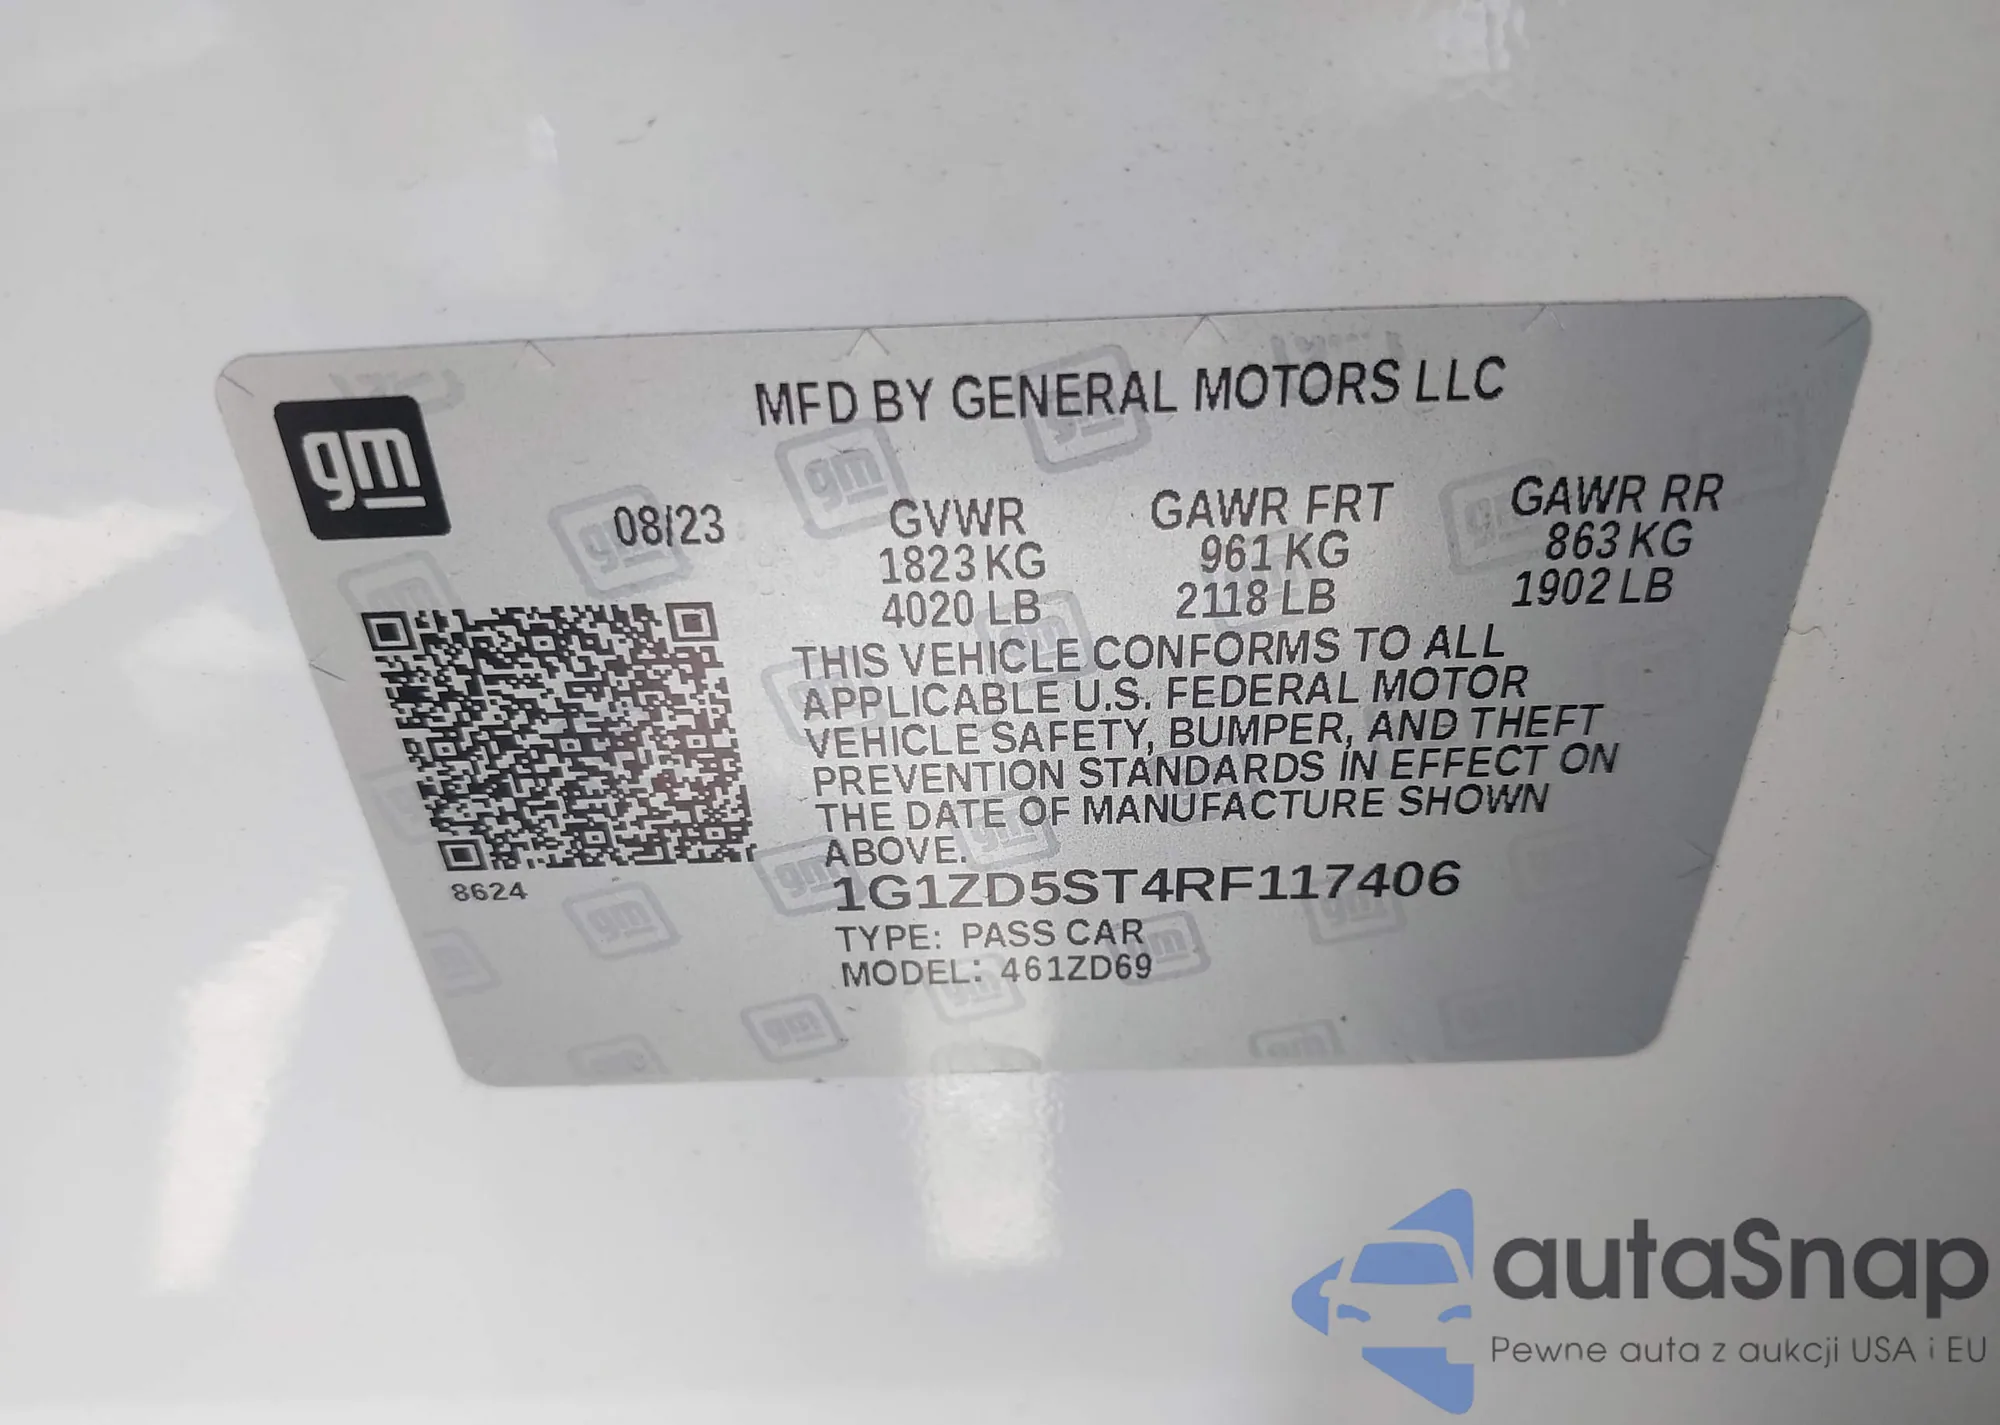 MFD BY GENERAL MOTORS LLC
gm
08/23
GVWR GAWR FRT GAWR RR
1823 KG 961 KG 863 KG
4020 LB 2118 LB 1902 LB
THIS VEHICLE CONFORMS TO ALL
APPLICABLE U.S. FEDERAL MOTOR
VEHICLE SAFETY, BUMPER, AND THEFT
PREVENTION STANDARDS IN EFFECT ON
THE DATE OF MANUFACTURE SHOWN
ABOVE.
8624
1G1ZD5ST4RF117406
TYPE: PASS CAR
MODEL: 461ZD69
autaSnap
Pewne auta z aukcji USA i EU